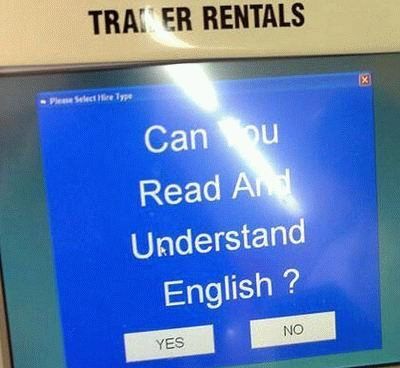 TRAILER RENTALS
Please Select Hire Type
Can You
Read And
Understand
English ?
YES
NO